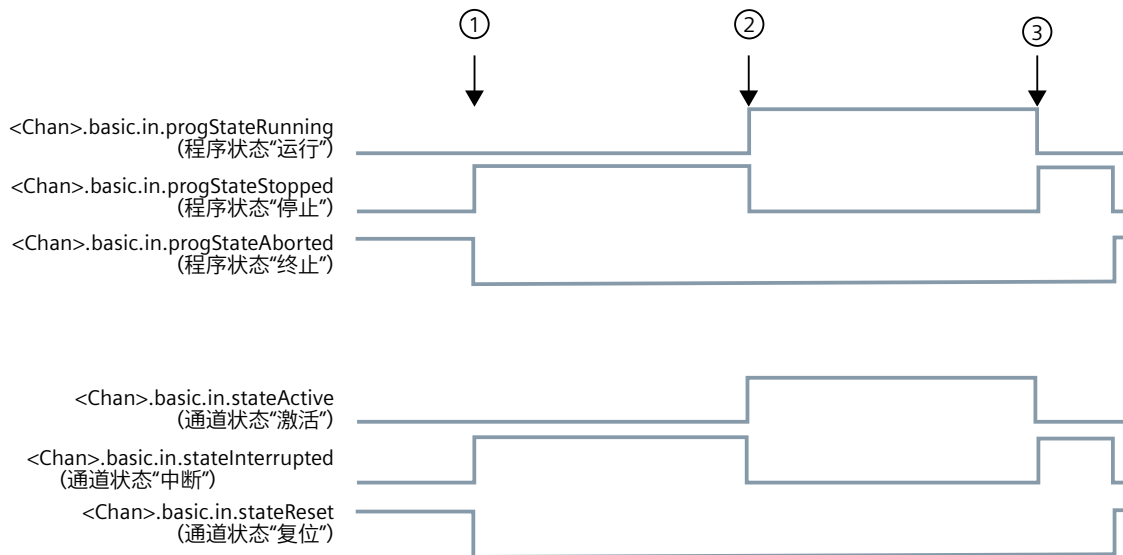 ① ② ③
<Chan>.basic.in.progStateRunning
(程序状态“运行”)
<Chan>.basic.in.progStateStopped
(程序状态“停止”)
<Chan>.basic.in.progStateAborted
(程序状态“终止”)
<Chan>.basic.in.stateActive
(通道状态“激活”)
<Chan>.basic.in.stateInterrupted
(通道状态“中断”)
<Chan>.basic.in.stateReset
(通道状态“复位”)